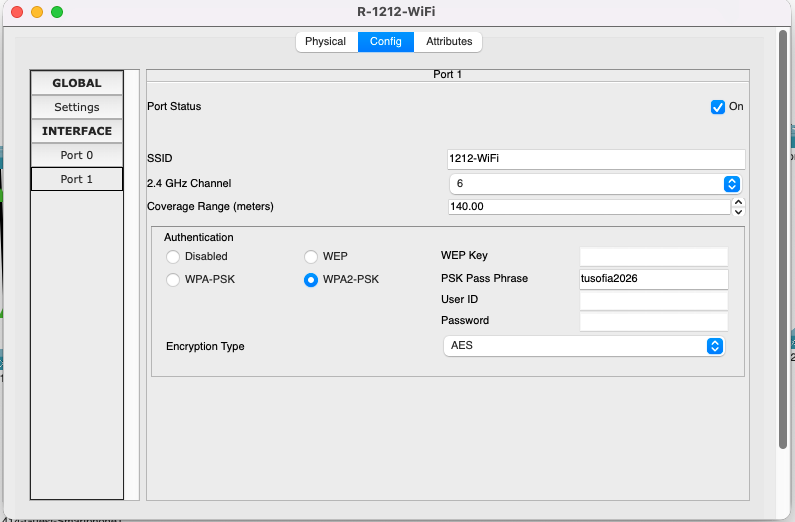 R-1212-WiFi
Physical Config Attributes
GLOBAL
Settings
INTERFACE
Port 0
Port 1
Port 1
Port Status On
SSID 1212-WiFi
2.4 GHz Channel 6
Coverage Range (meters) 140.00
Authentication
Disabled WEP WEP Key
WPA-PSK WPA2-PSK PSK Pass Phrase tusofia2026
User ID
Password
Encryption Type AES